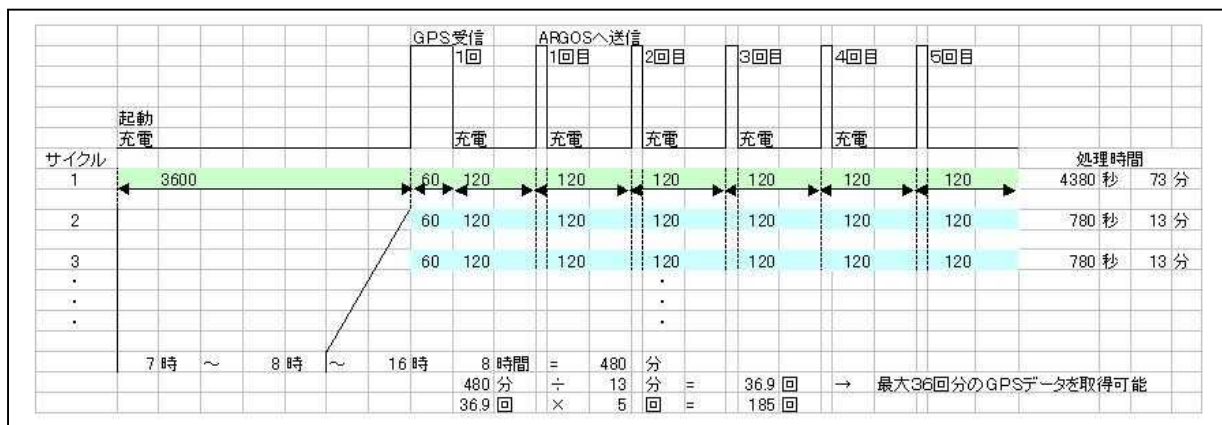 GPS受信 ARGOSへ送信
1回 1回目 2回目 3回目 4回目 5回目
起動
充電 充電 充電 充電 充電 充電
サイクル 処理時間
1 3600 60 120 120 120 120 120 120 4380 秒 73 分
2 60 120 120 120 120 120 120 780 秒 13 分
3 60 120 120 120 120 120 120 780 秒 13 分
・ ・
・ ・
・ ・
7 時 ～ 8 時 ～ 16 時 8 時間 = 480 分
480 分 ÷ 13 分 = 36.9 回 → 最大36回分のGPSデータを取得可能
36.9 回 × 5 回 = 185 回